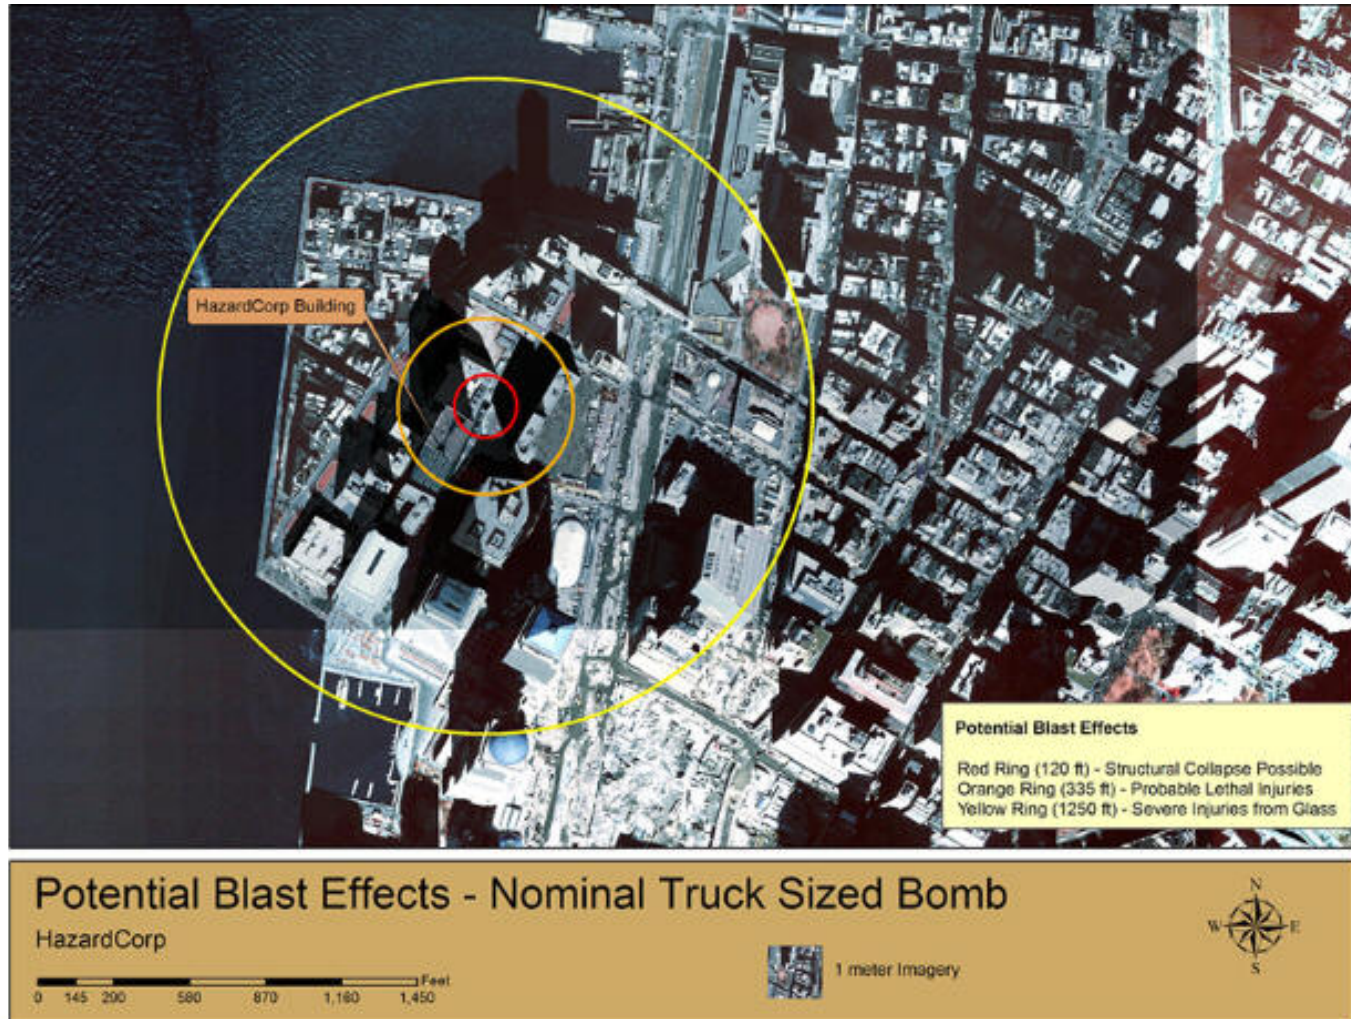 HazardCorp Building
Potential Blast Effects
Red Ring (120 ft) - Structural Collapse Possible
Orange Ring (335 ft) - Probable Lethal Injuries
Yellow Ring (1250 ft) - Severe Injuries from Glass
Potential Blast Effects - Nominal Truck Sized Bomb
HazardCorp
Feet
0 145 290 580 870 1,160 1,450
1 meter Imagery
N
W E
S